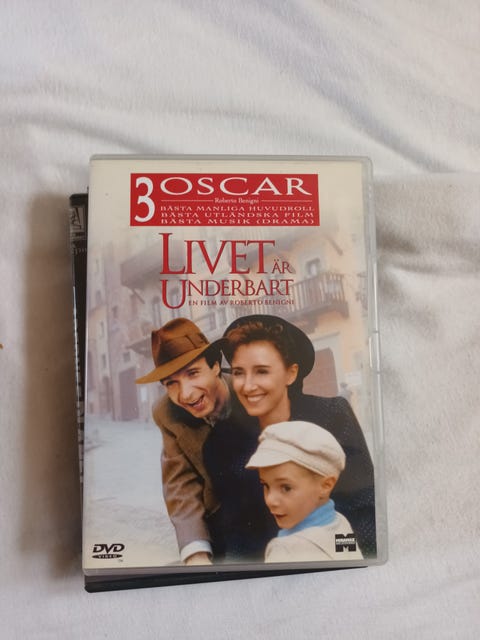 3 OSCAR
Roberto Benigni
BÄSTA MANLIGA HUVUDROLL
BÄSTA UTLÄNDSKA FILM
BÄSTA MUSIK (DRAMA)
LIVET ÄR
UNDERBART
EN FILM AV ROBERTO BENIGNI
DVD
VIDEO
MIRAMAX